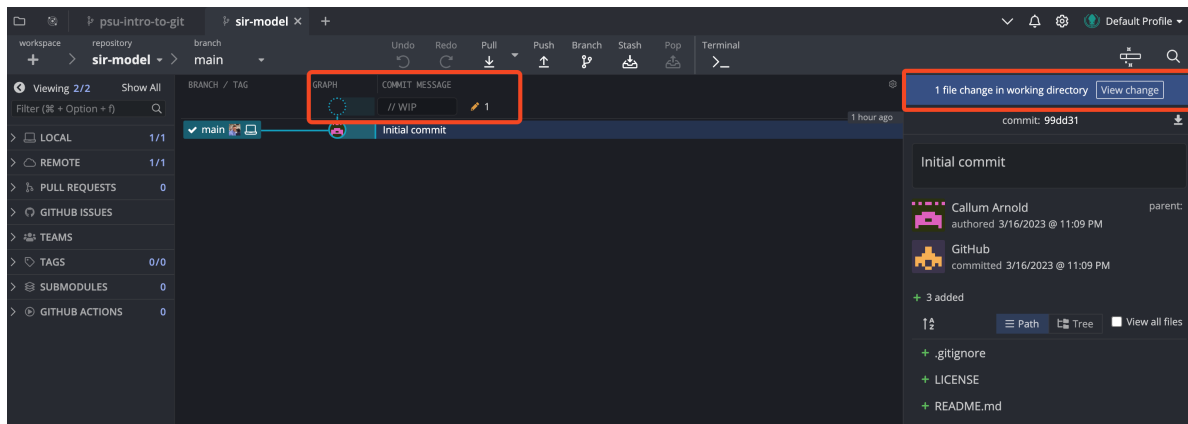 psu-intro-to-git
sir-model ×
+
Default Profile
workspace
repository
sir-model
branch
main
Undo
Redo
Pull
Push
Branch
Stash
Pop
Terminal
Viewing 2/2
Show All
Filter (⌘ + Option + f)
LOCAL 1/1
REMOTE 1/1
PULL REQUESTS 0
GITHUB ISSUES
TEAMS
TAGS 0/0
SUBMODULES 0
GITHUB ACTIONS 0
BRANCH / TAG
GRAPH
COMMIT MESSAGE
// WIP
1
1 hour ago
main
Initial commit
1 file change in working directory
View change
commit: 99dd31
Initial commit
Callum Arnold
parent:
authored 3/16/2023 @ 11:09 PM
GitHub
committed 3/16/2023 @ 11:09 PM
+ 3 added
A
Z
Path
Tree
View all files
+ .gitignore
+ LICENSE
+ README.md